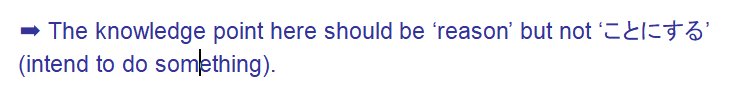 ➡ The knowledge point here should be ‘reason’ but not ‘ことにする’
(intend to do something).